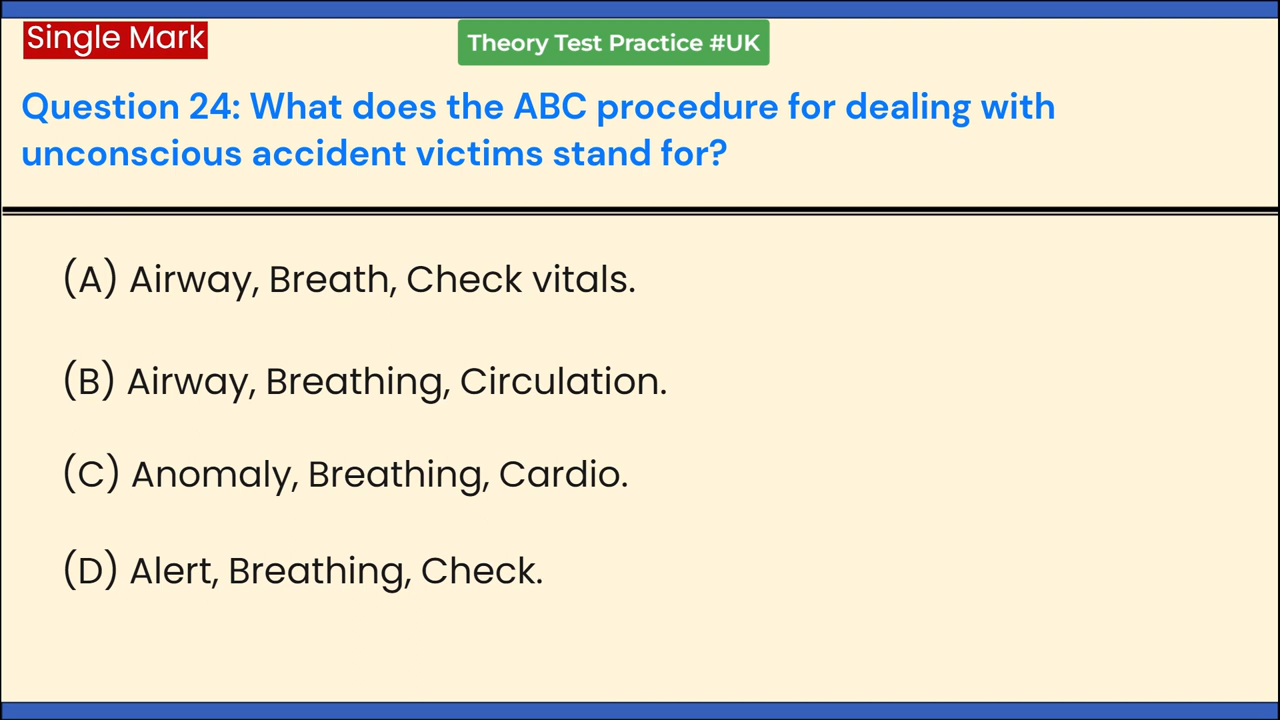 Single Mark
Theory Test Practice #UK
Question 24: What does the ABC procedure for dealing with
unconscious accident victims stand for?
(A) Airway, Breath, Check vitals.
(B) Airway, Breathing, Circulation.
(C) Anomaly, Breathing, Cardio.
(D) Alert, Breathing, Check.